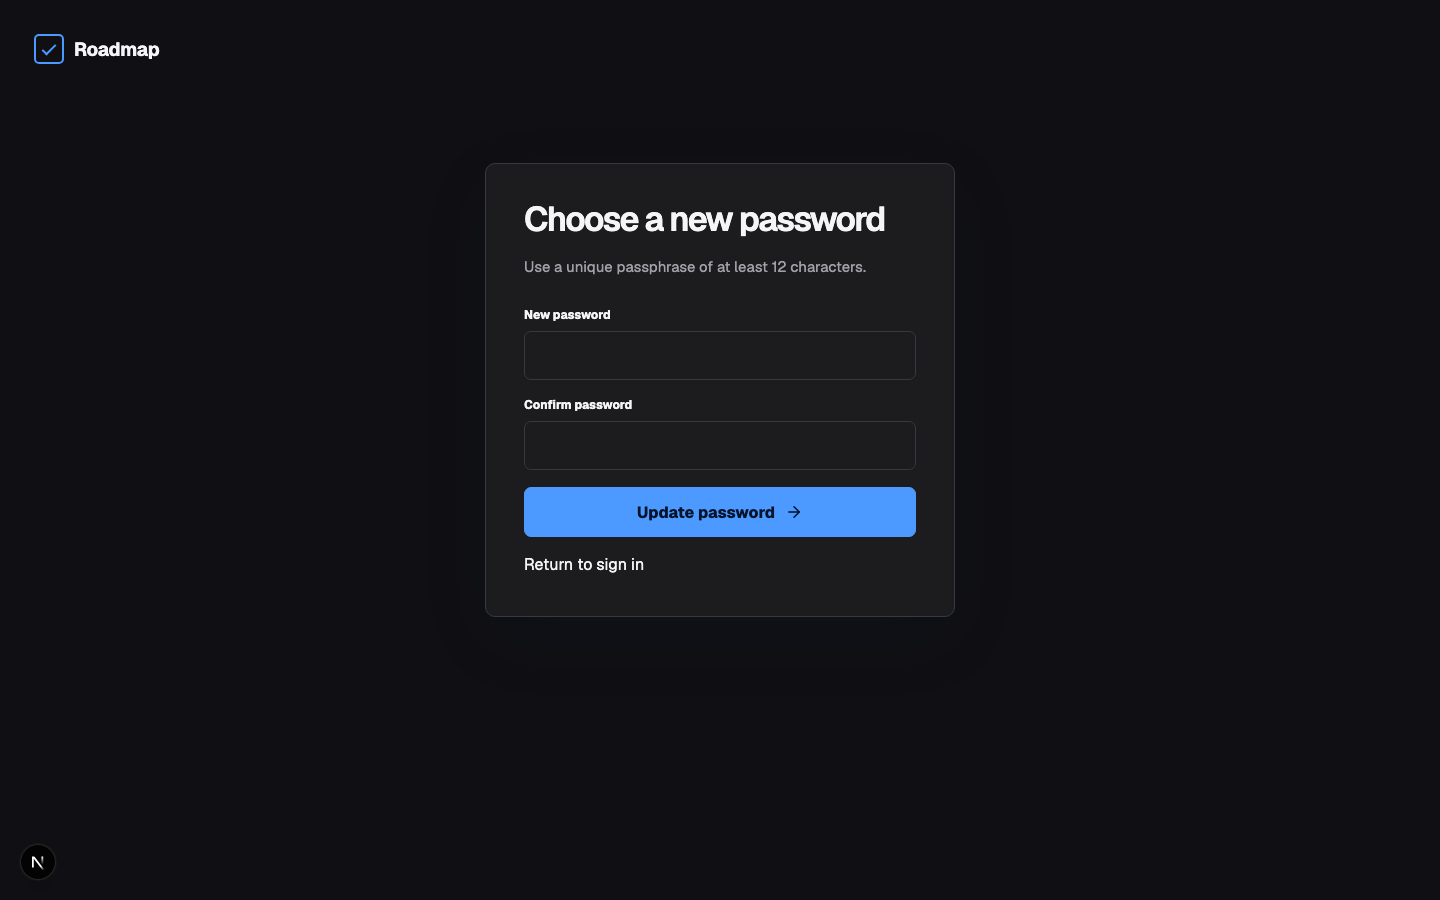 Roadmap
Choose a new password
Use a unique passphrase of at least 12 characters.
New password
Confirm password
Update password
Return to sign in
N